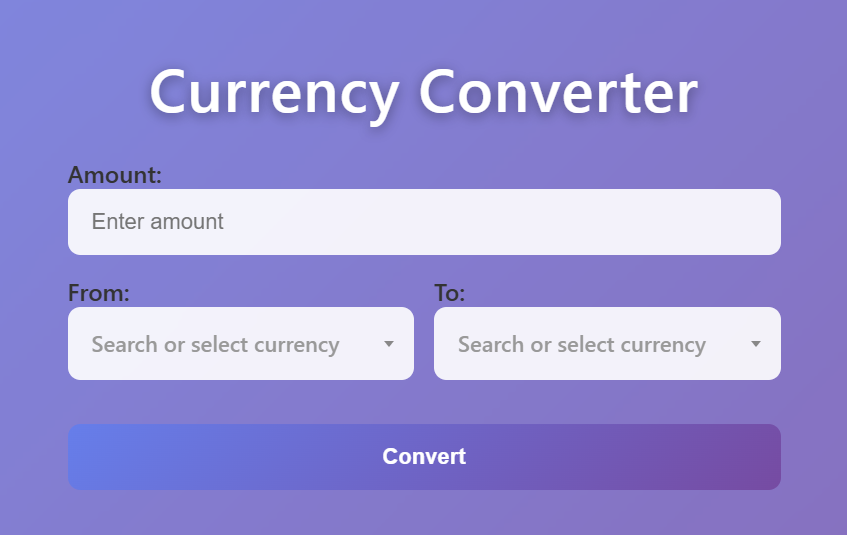 Currency Converter
Amount:
Enter amount
From: To:
Search or select currency Search or select currency
Convert